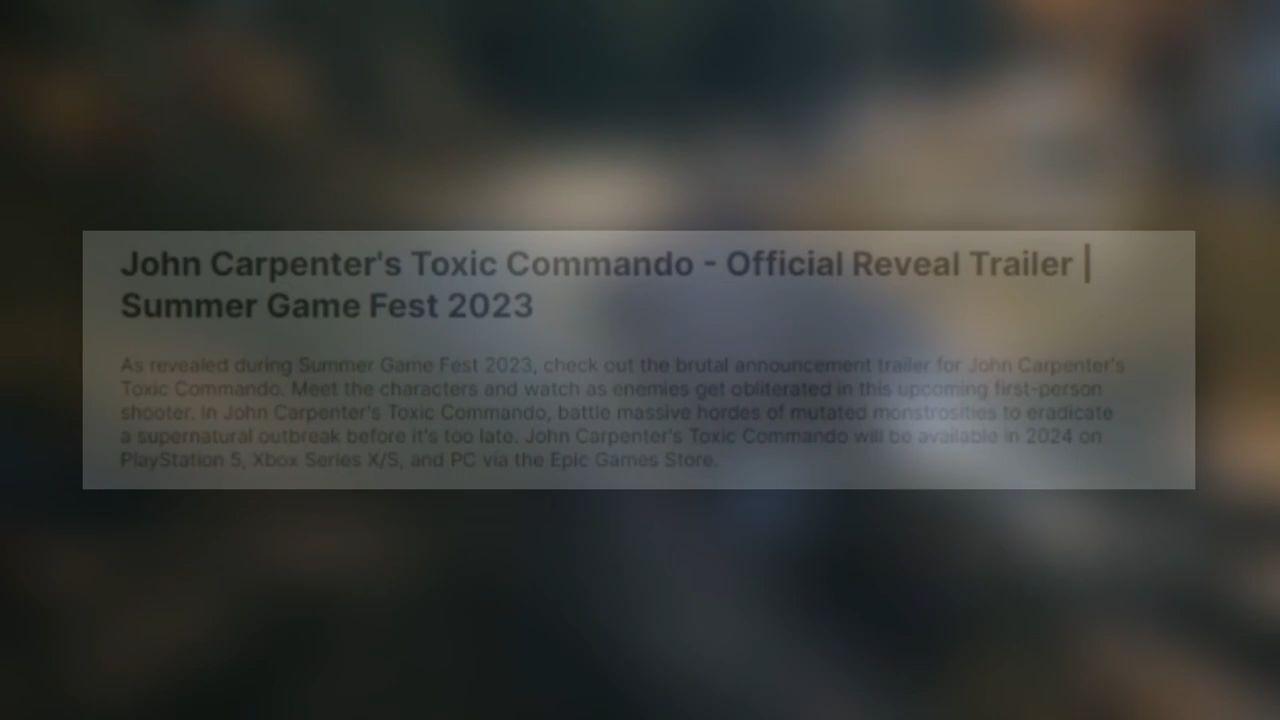 John Carpenter's Toxic Commando - Official Reveal Trailer |
Summer Game Fest 2023
As revealed during Summer Game Fest 2023, check out the brutal announcement trailer for John Carpenter's
Toxic Commando. Meet the characters and watch as enemies get obliterated in this upcoming first-person
shooter. In John Carpenter's Toxic Commando, battle massive hordes of mutated monstrosities to eradicate
a supernatural outbreak before it's too late. John Carpenter's Toxic Commando will be available in 2024 on
PlayStation 5, Xbox Series X/S, and PC via the Epic Games Store.